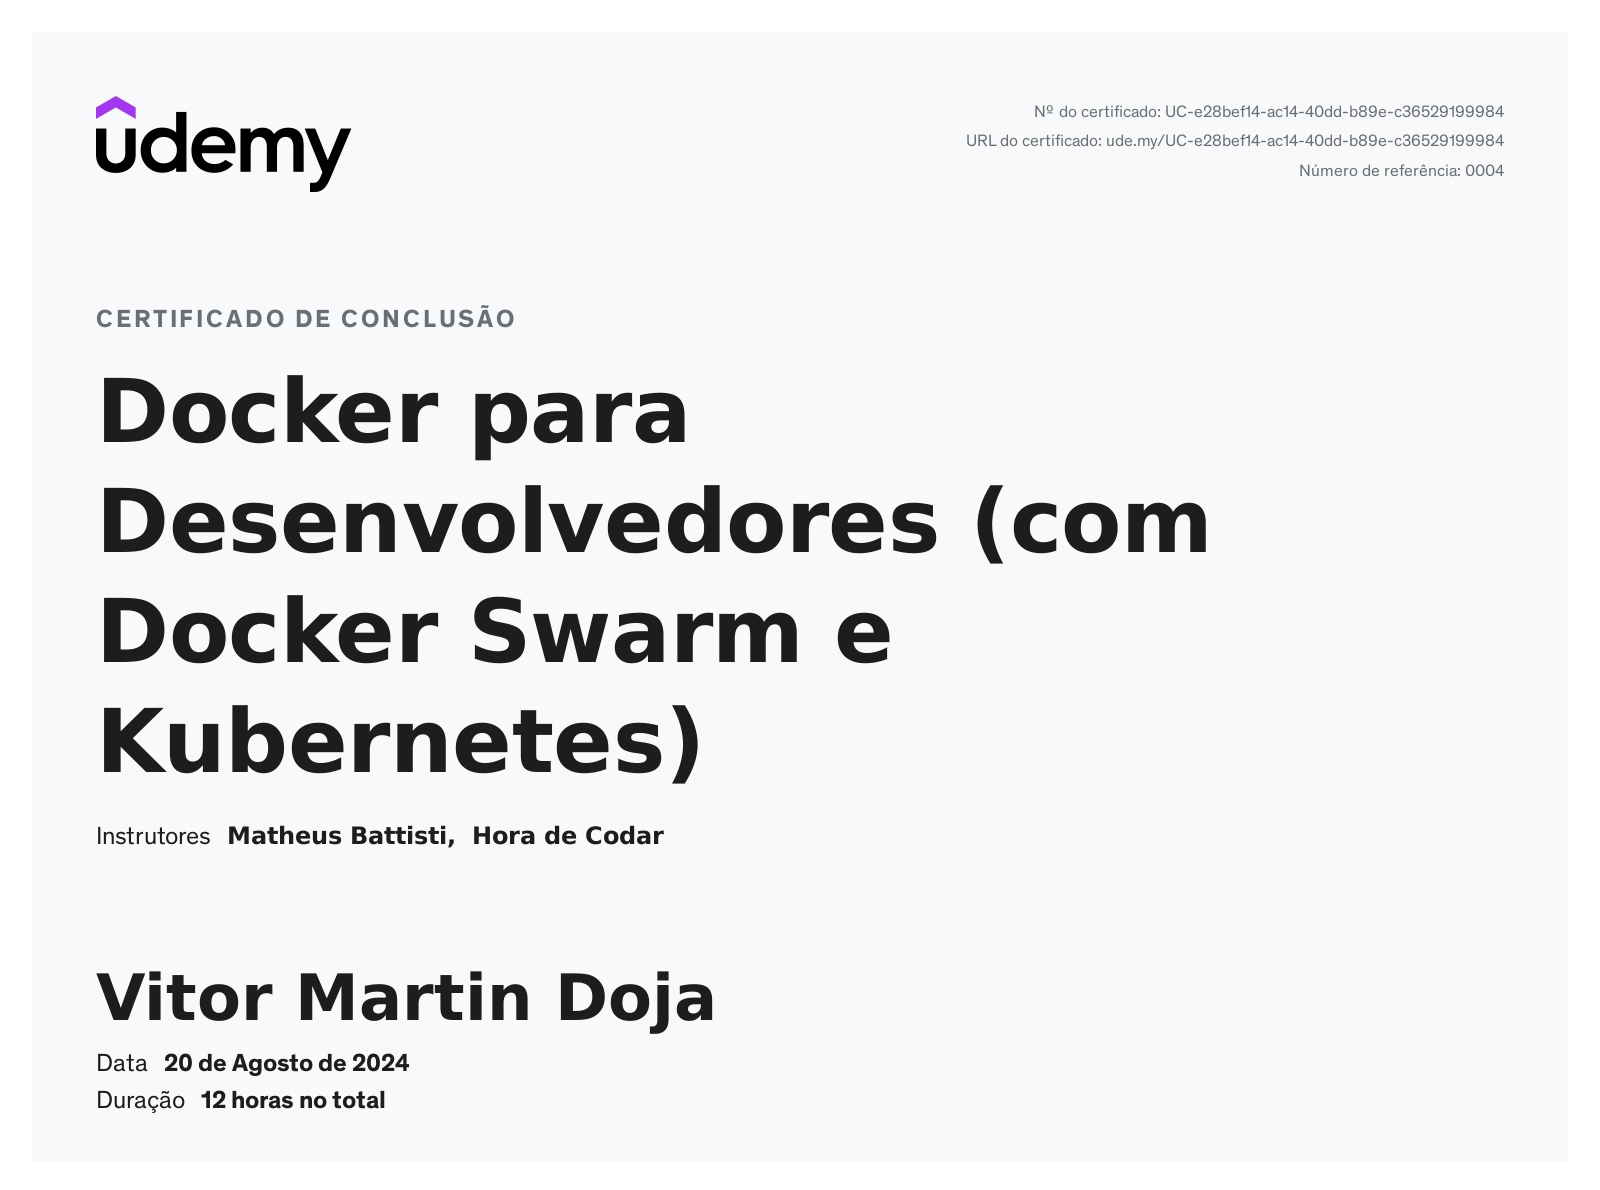 udemy
Nº do certificado: UC-e28bef14-ac14-40dd-b89e-c36529199984
URL do certificado: ude.my/UC-e28bef14-ac14-40dd-b89e-c36529199984
Número de referência: 0004
CERTIFICADO DE CONCLUSÃO
Docker para
Desenvolvedores (com
Docker Swarm e
Kubernetes)
Instrutores Matheus Battisti, Hora de Codar
Vitor Martin Doja
Data 20 de Agosto de 2024
Duração 12 horas no total